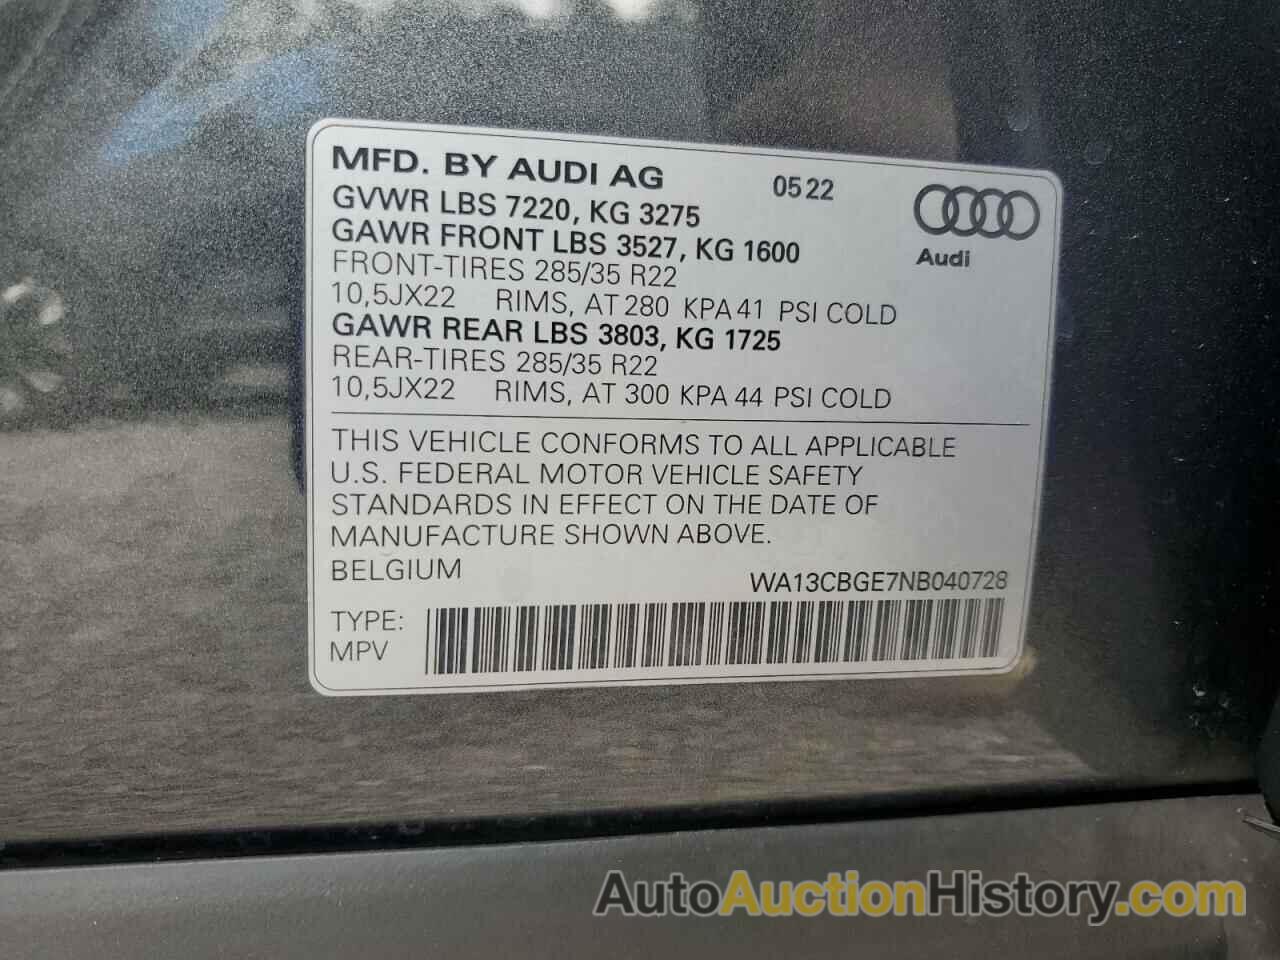 MFD. BY AUDI AG 0522
GVWR LBS 7220, KG 3275
GAWR FRONT LBS 3527, KG 1600
FRONT-TIRES 285/35 R22
10,5JX22 RIMS, AT 280 KPA 41 PSI COLD
GAWR REAR LBS 3803, KG 1725
REAR-TIRES 285/35 R22
10,5JX22 RIMS, AT 300 KPA 44 PSI COLD
Audi
THIS VEHICLE CONFORMS TO ALL APPLICABLE
U.S. FEDERAL MOTOR VEHICLE SAFETY
STANDARDS IN EFFECT ON THE DATE OF
MANUFACTURE SHOWN ABOVE.
BELGIUM WA13CBGE7NB040728
TYPE:
MPV
AutoAuctionHistory.com